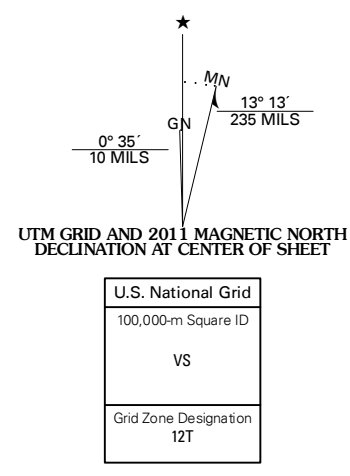 MN
13° 13´
235 MILS
GN
0° 35´
10 MILS
UTM GRID AND 2011 MAGNETIC NORTH
DECLINATION AT CENTER OF SHEET
U.S. National Grid
100,000-m Square ID
VS
Grid Zone Designation
12T